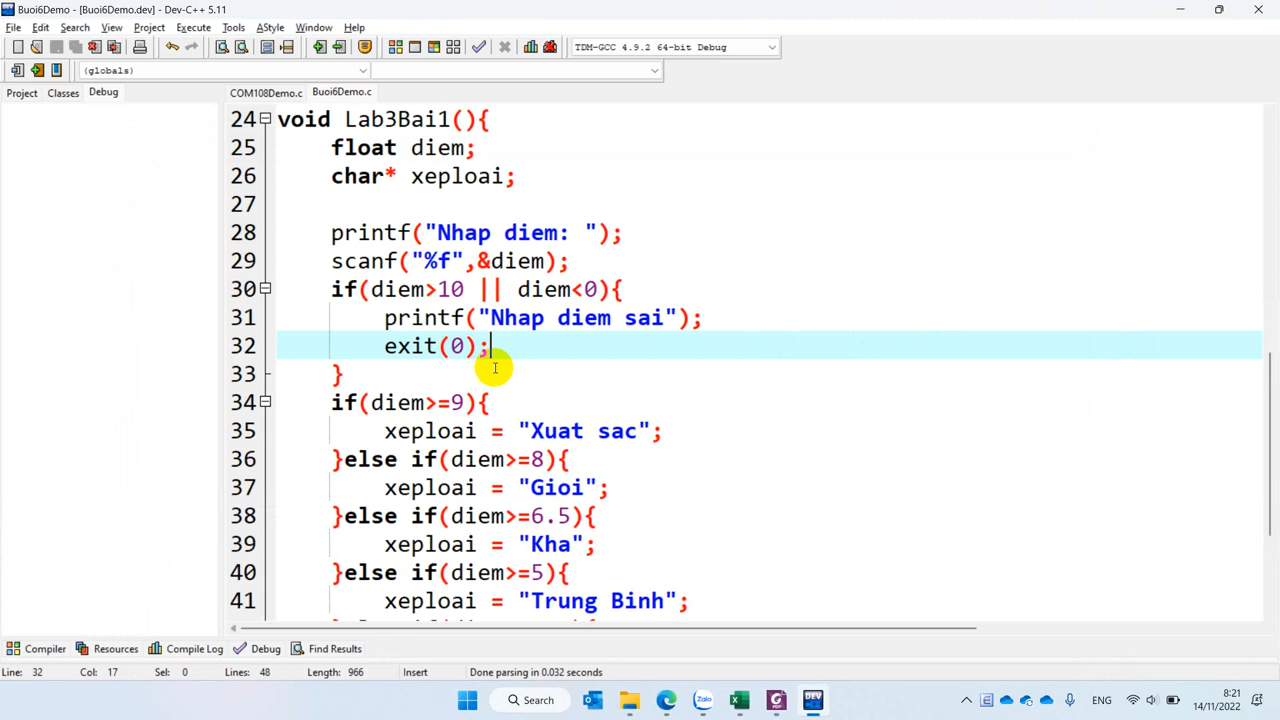 Buoi6Demo - [Buoi6Demo.dev] - Dev-C++ 5.11
File Edit Search View Project Execute Tools AStyle Window Help
TDM-GCC 4.9.2 64-bit Debug
(globals)
Project Classes Debug COM108Demo.c Buoi6Demo.c
24 void Lab3Bai1(){
25 float diem;
26 char* xeploai;
27
28 printf("Nhap diem: ");
29 scanf("%f",&diem);
30 if(diem>10 || diem<0){
31 printf("Nhap diem sai");
32 exit(0);
33 }
34 if(diem>=9){
35 xeploai = "Xuat sac";
36 }else if(diem>=8){
37 xeploai = "Gioi";
38 }else if(diem>=6.5){
39 xeploai = "Kha";
40 }else if(diem>=5){
41 xeploai = "Trung Binh";
Compiler Resources Compile Log Debug Find Results
Line: 32 Col: 17 Sel: 0 Lines: 48 Length: 966 Insert Done parsing in 0.032 seconds
Search Zalo PDF DEV ENG 8:21
14/11/2022